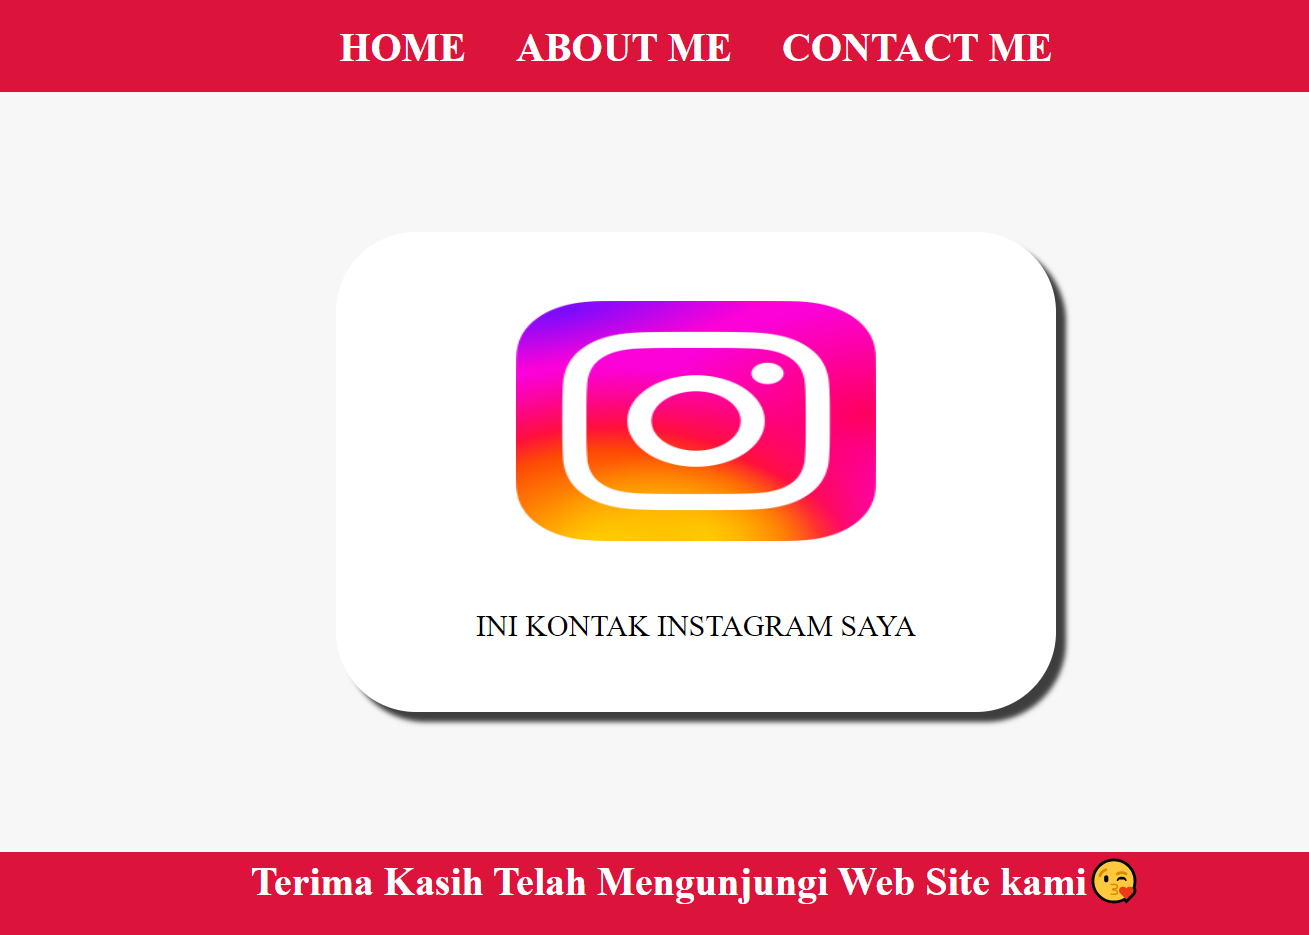 HOME ABOUT ME CONTACT ME
INI KONTAK INSTAGRAM SAYA
Terima Kasih Telah Mengunjungi Web Site kami😘